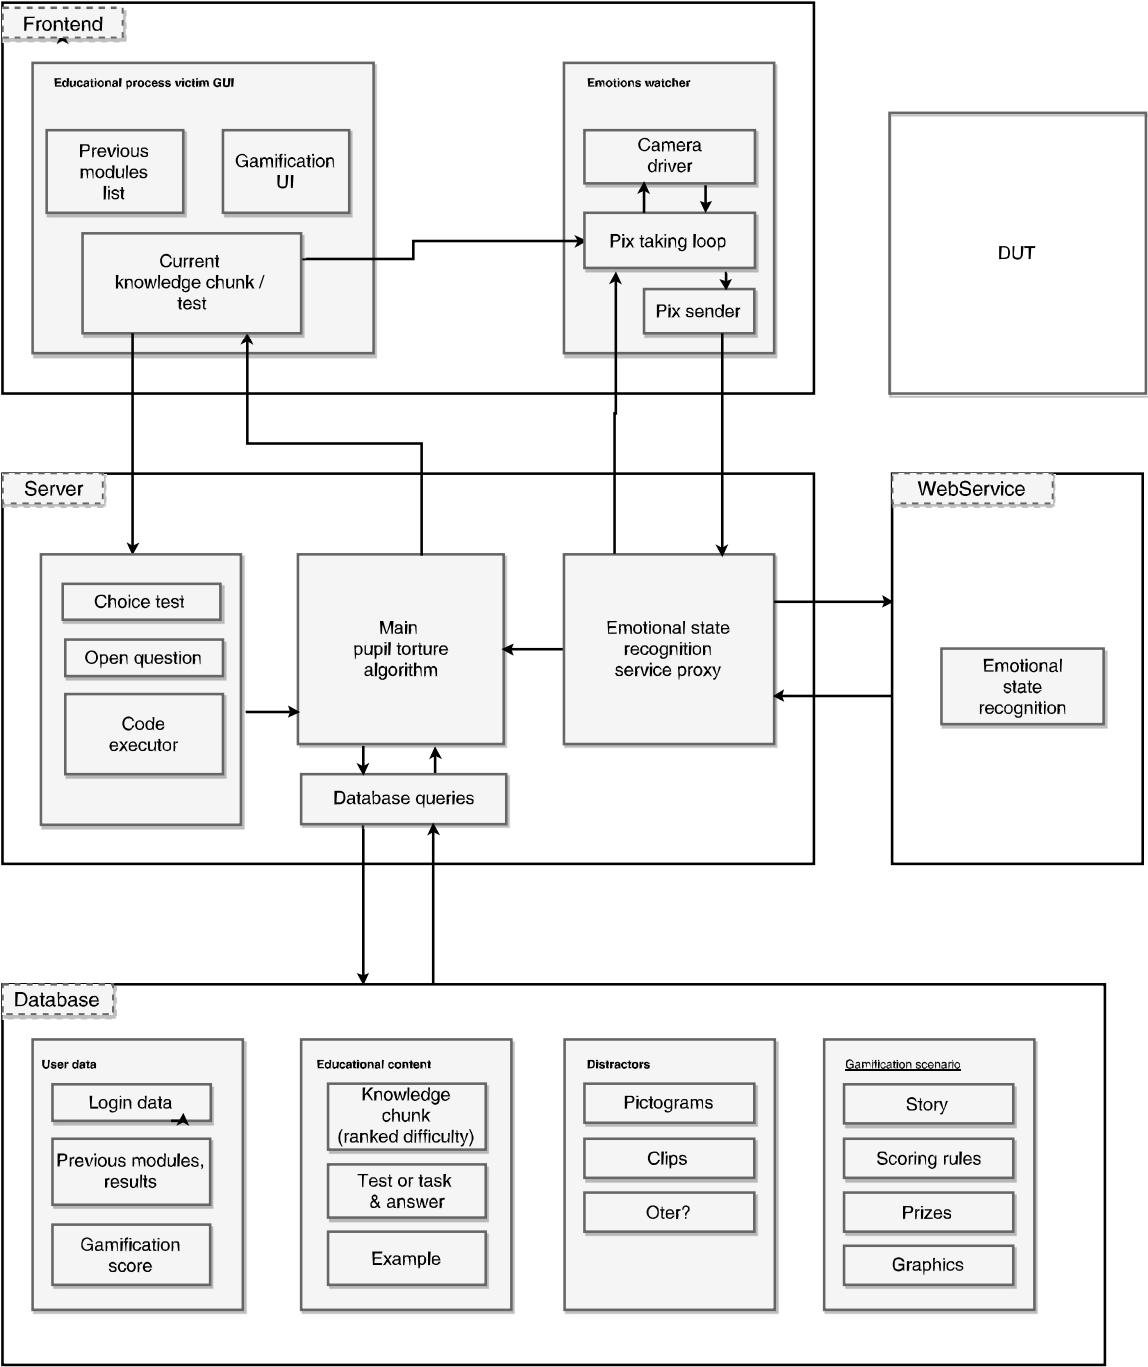 Frontend
Educational process victim GUI
Previous
modules
list
Gamification
UI
Current
knowledge chunk /
test
Emotions watcher
Camera
driver
Pix taking loop
Pix sender
DUT
Server
Choice test
Open question
Code
executor
Main
pupil torture
algorithm
Emotional state
recognition
service proxy
Database queries
WebService
Emotional
state
recognition
Database
User data
Login data
Previous modules,
results
Gamification
score
Educational content
Knowledge
chunk
(ranked difficulty)
Test or task
& answer
Example
Distractors
Pictograms
Clips
Oter?
Gamification scenario
Story
Scoring rules
Prizes
Graphics